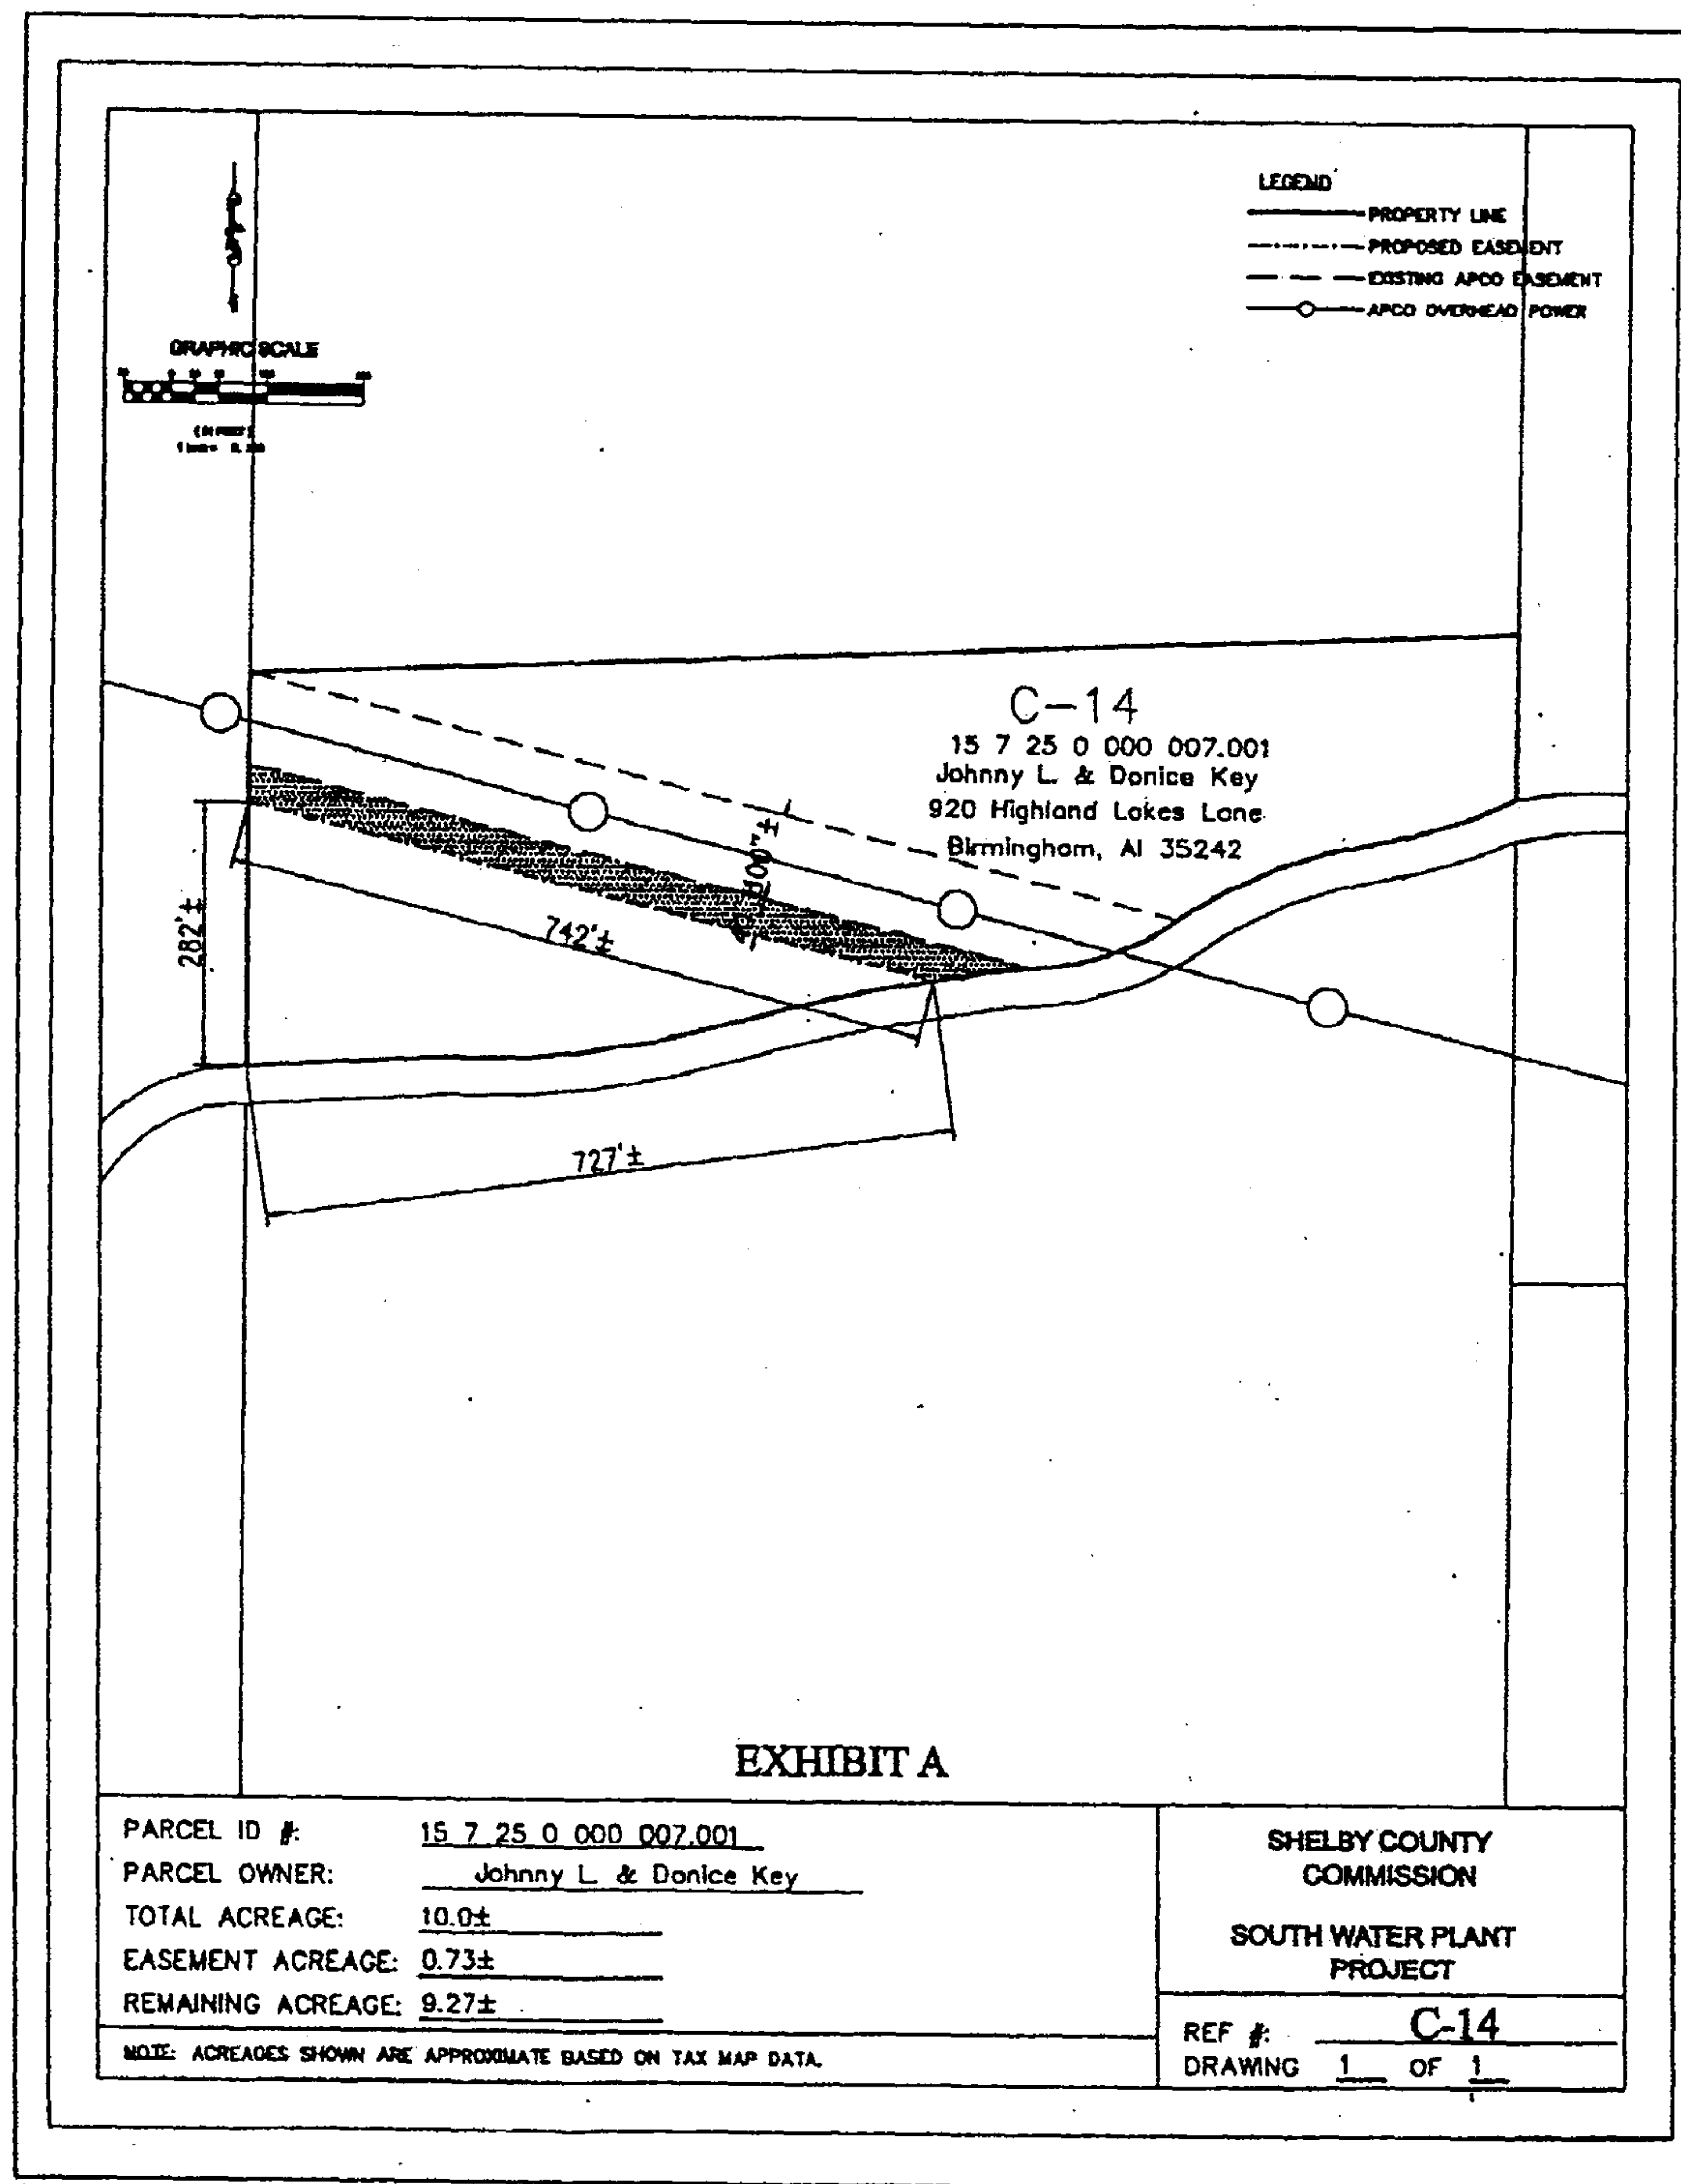 LEGEND
PROPERTY LINE
PROPOSED EASEMENT
EXISTING APCO EASEMENT
APCO OVERHEAD POWER
GRAPHIC SCALE
( IN FEET )
C-14
15 7 25 0 000 007.001
Johnny L. & Donice Key
920 Highland Lakes Lane
Birmingham, Al 35242
100'±
282'±
742'±
727'±
EXHIBIT A
PARCEL ID #: 15 7 25 0 000 007.001
PARCEL OWNER: Johnny L. & Donice Key
TOTAL ACREAGE: 10.0±
EASEMENT ACREAGE: 0.73±
REMAINING ACREAGE: 9.27±
NOTE: ACREAGES SHOWN ARE APPROXIMATE BASED ON TAX MAP DATA.
SHELBY COUNTY
COMMISSION
SOUTH WATER PLANT
PROJECT
REF #: C-14
DRAWING 1 OF 1